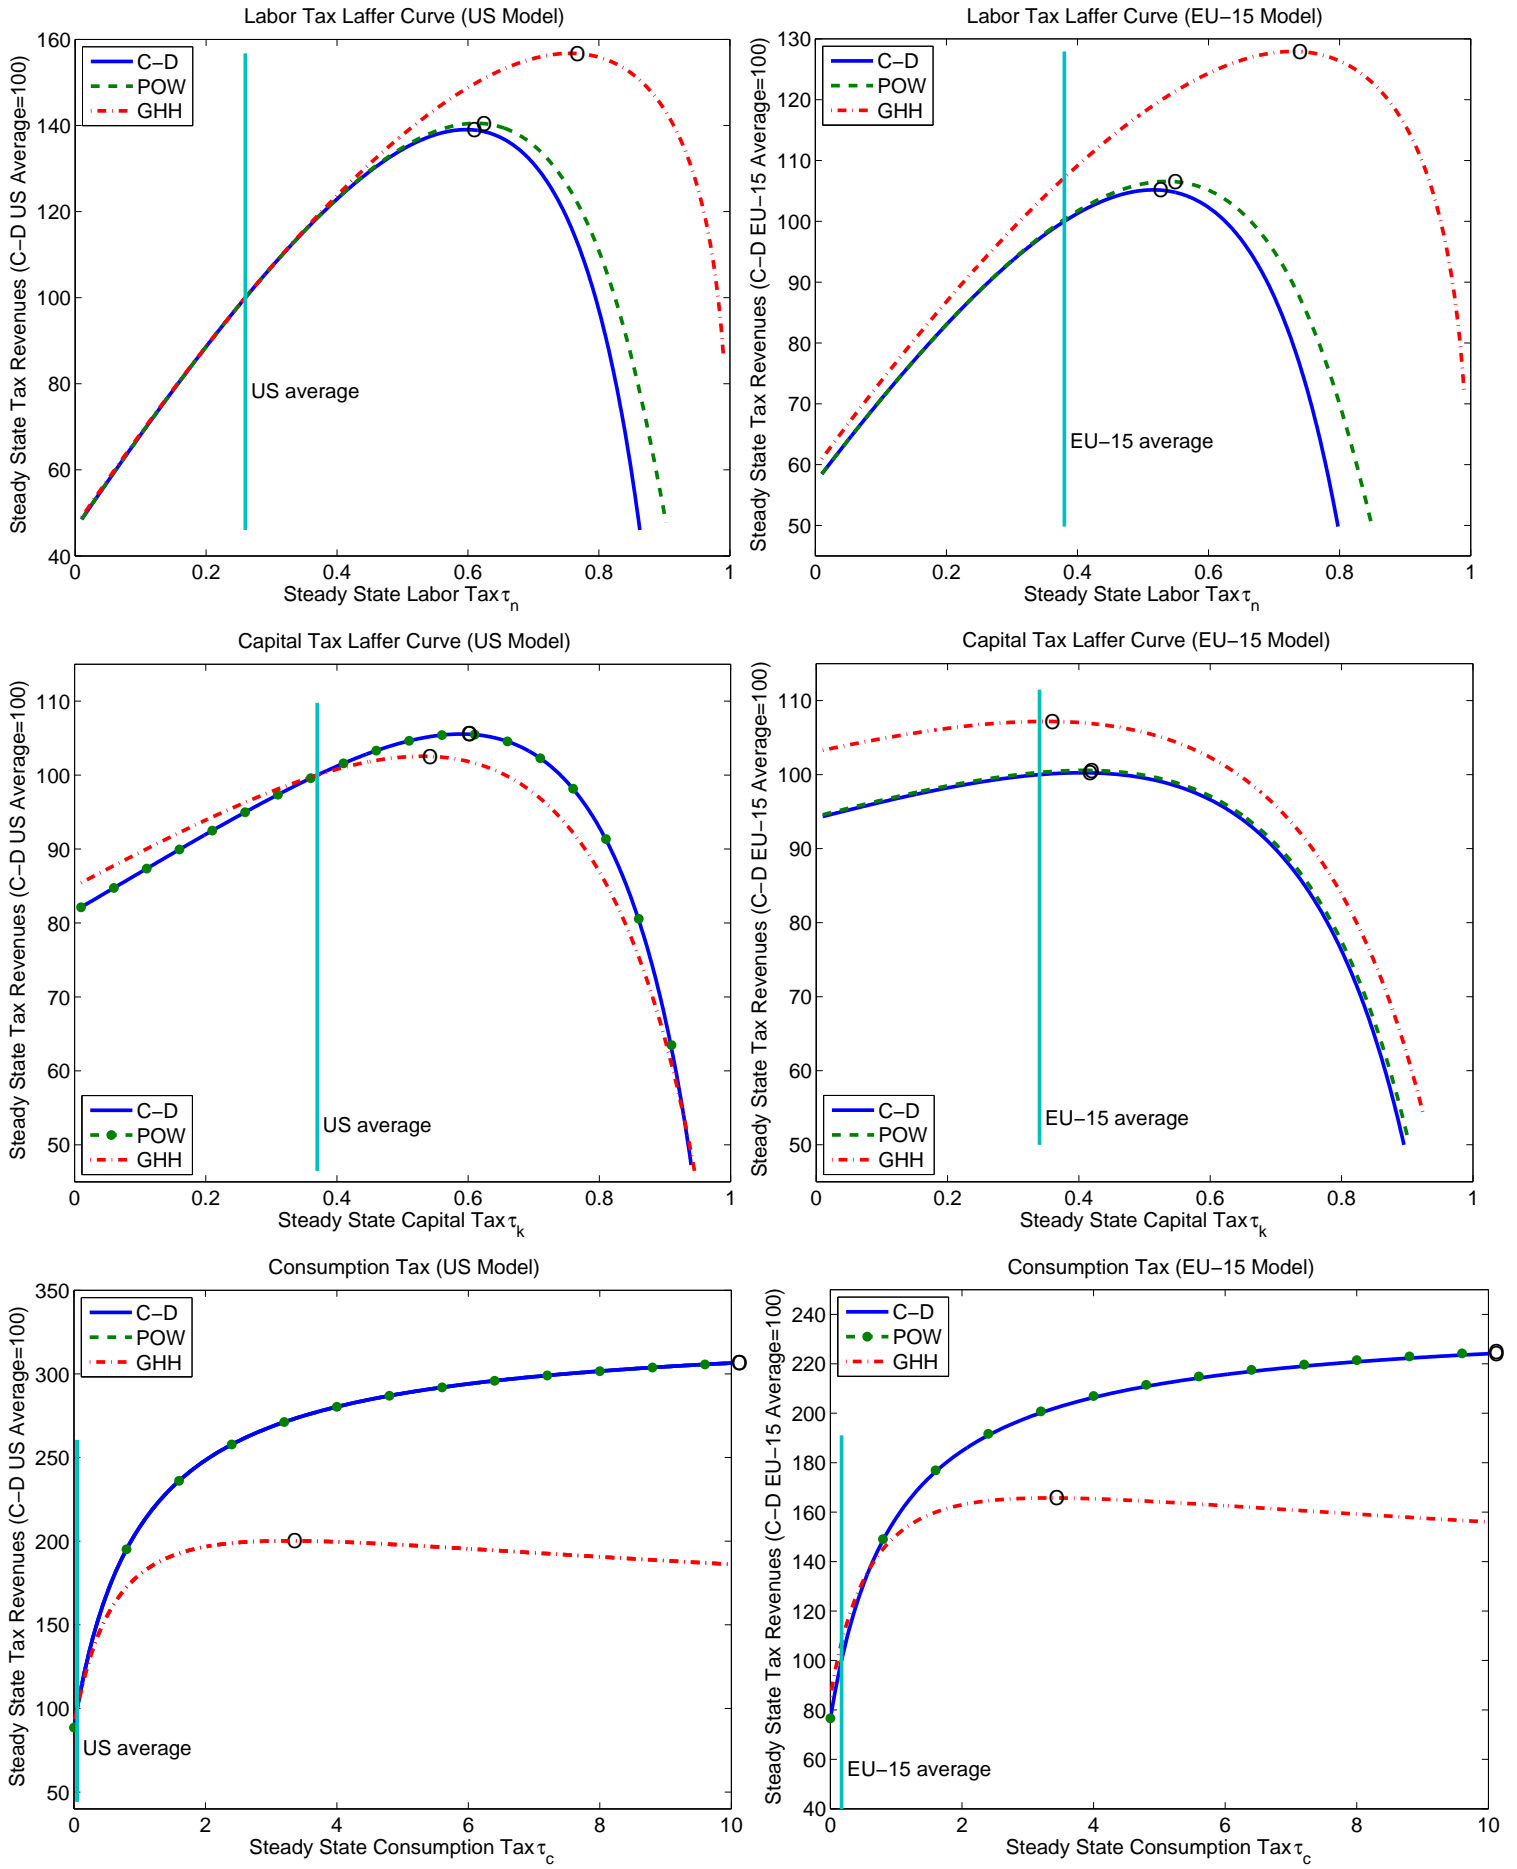 Labor Tax Laffer Curve (US Model)
Steady State Tax Revenues (C−D US Average=100)
160
140
120
100
80
60
40
C−D
POW
GHH
US average
0 0.2 0.4 0.6 0.8 1
Steady State Labor Tax τn
Labor Tax Laffer Curve (EU−15 Model)
Steady State Tax Revenues (C−D EU−15 Average=100)
130
120
110
100
90
80
70
60
50
C−D
POW
GHH
EU−15 average
0 0.2 0.4 0.6 0.8 1
Steady State Labor Tax τn
Capital Tax Laffer Curve (US Model)
Steady State Tax Revenues (C−D US Average=100)
110
100
90
80
70
60
50
C−D
POW
GHH
US average
0 0.2 0.4 0.6 0.8 1
Steady State Capital Tax τk
Capital Tax Laffer Curve (EU−15 Model)
Steady State Tax Revenues (C−D EU−15 Average=100)
110
100
90
80
70
60
50
C−D
POW
GHH
EU−15 average
0 0.2 0.4 0.6 0.8 1
Steady State Capital Tax τk
Consumption Tax (US Model)
Steady State Tax Revenues (C−D US Average=100)
350
300
250
200
150
100
50
C−D
POW
GHH
US average
0 2 4 6 8 10
Steady State Consumption Tax τc
Consumption Tax (EU−15 Model)
Steady State Tax Revenues (C−D EU−15 Average=100)
240
220
200
180
160
140
120
100
80
60
40
C−D
POW
GHH
EU−15 average
0 2 4 6 8 10
Steady State Consumption Tax τc